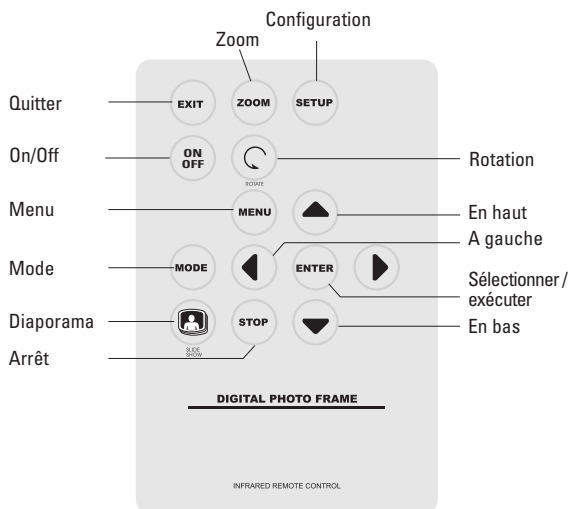 Configuration
Zoom
Quitter
EXIT
ZOOM
SETUP
On/Off
ON
OFF
ROTATE
Rotation
Menu
MENU
En haut
A gauche
Mode
MODE
ENTER
Sélectionner/
exécuter
Diaporama
SLIDE
SHOW
STOP
En bas
Arrêt
DIGITAL PHOTO FRAME
INFRARED REMOTE CONTROL